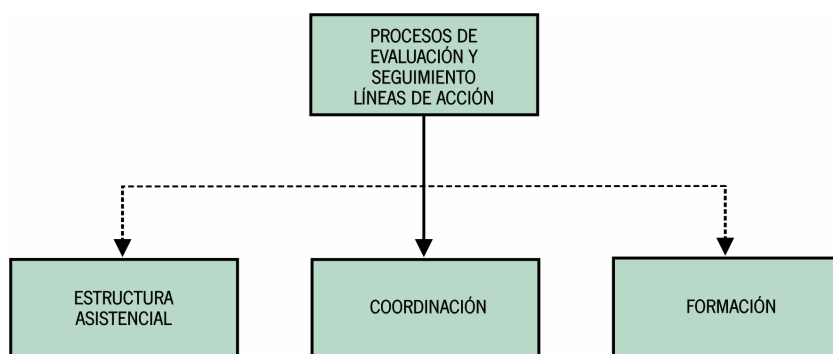 PROCESOS DE
EVALUACIÓN Y
SEGUIMIENTO
LÍNEAS DE ACCIÓN
ESTRUCTURA
ASISTENCIAL
COORDINACIÓN
FORMACIÓN